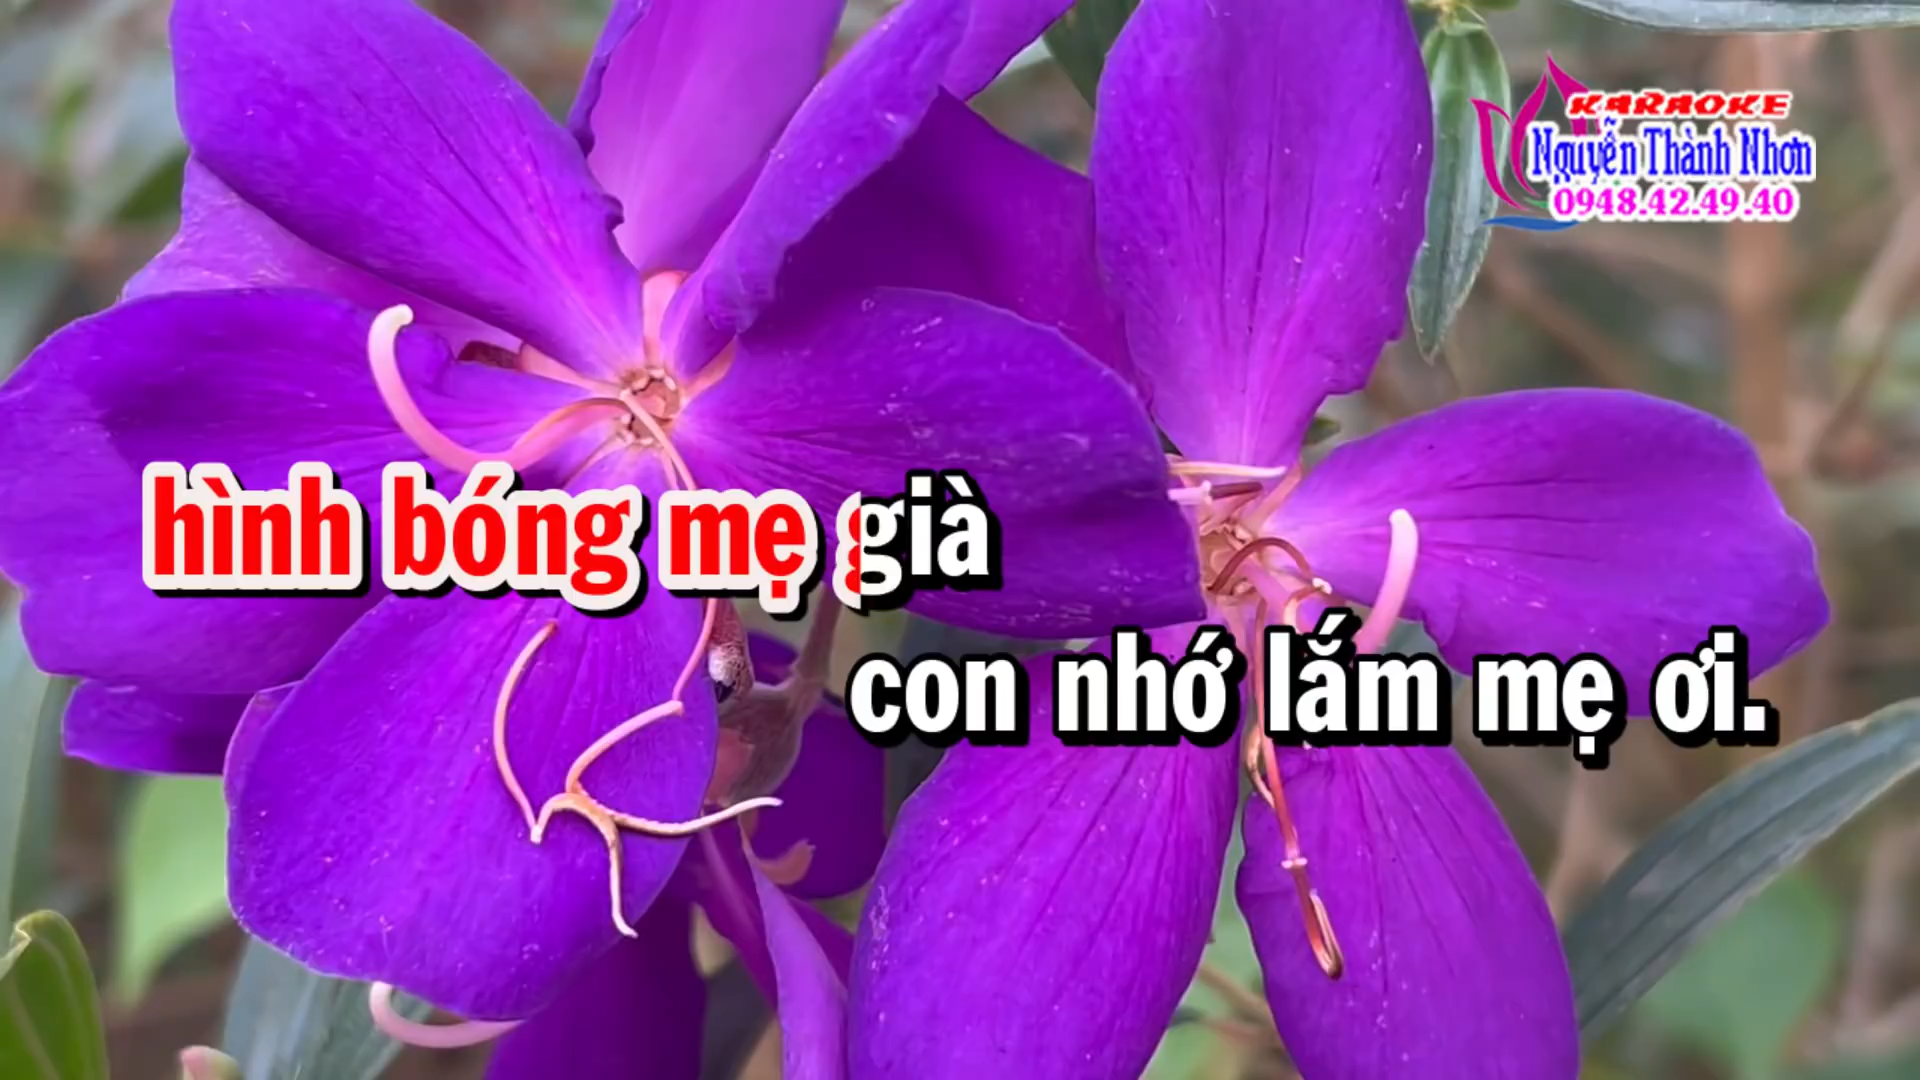 KARAOKE
Nguyễn Thành Nhơn
0948.42.49.40
hình bóng mẹ già
con nhớ lắm mẹ ơi.